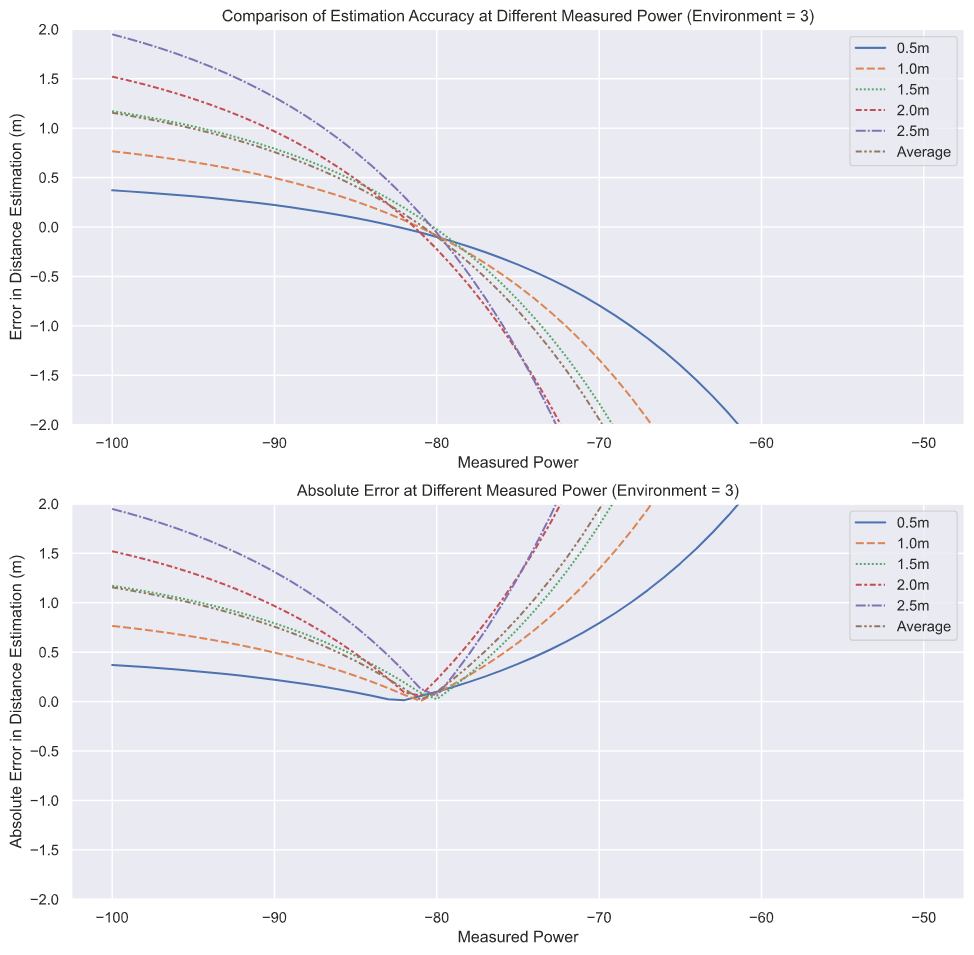 Comparison of Estimation Accuracy at Different Measured Power (Environment = 3)
2.0
1.5
1.0
0.5
0.0
−0.5
−1.0
−1.5
−2.0
Error in Distance Estimation (m)
0.5m
1.0m
1.5m
2.0m
2.5m
Average
−100 −90 −80 −70 −60 −50
Measured Power
Absolute Error at Different Measured Power (Environment = 3)
2.0
1.5
1.0
0.5
0.0
−0.5
−1.0
−1.5
−2.0
Absolute Error in Distance Estimation (m)
0.5m
1.0m
1.5m
2.0m
2.5m
Average
−100 −90 −80 −70 −60 −50
Measured Power